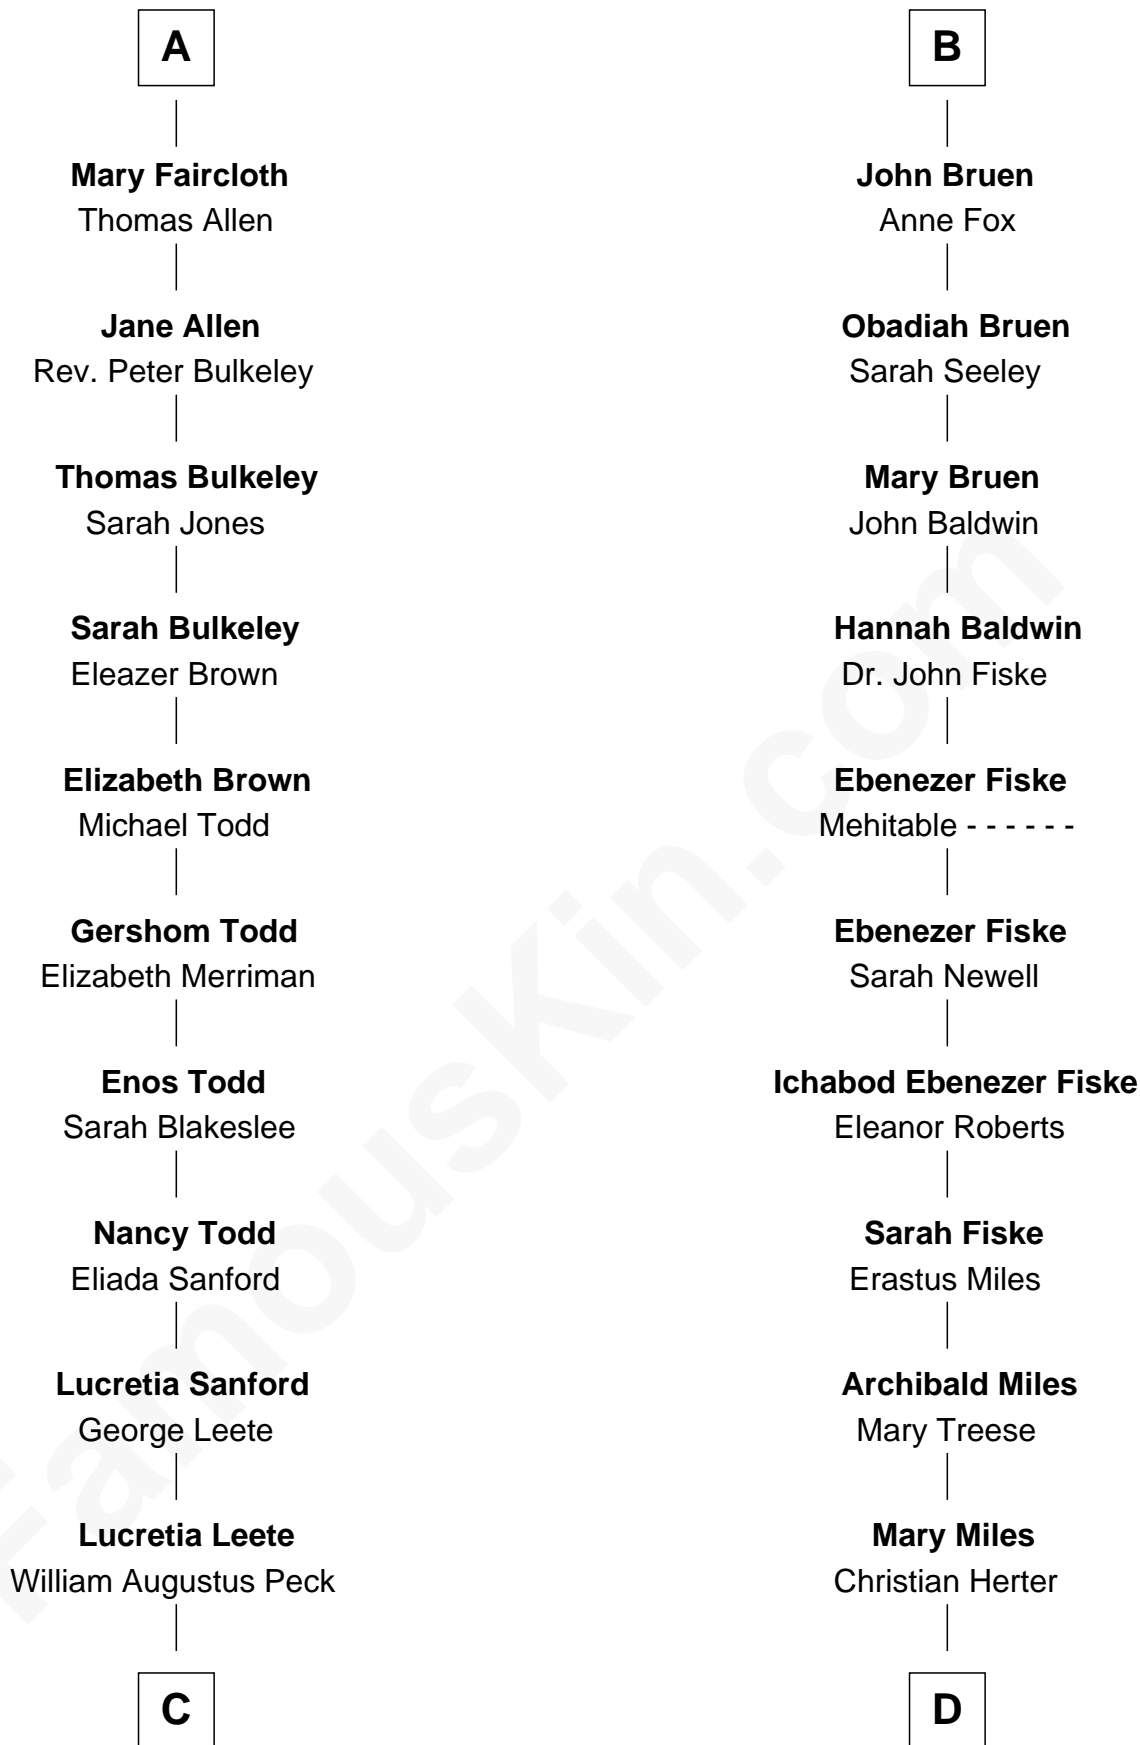 A
Mary Faircloth
Thomas Allen
Jane Allen
Rev. Peter Bulkeley
Thomas Bulkeley
Sarah Jones
Sarah Bulkeley
Eleazer Brown
Elizabeth Brown
Michael Todd
Gershom Todd
Elizabeth Merriman
Enos Todd
Sarah Blakeslee
Nancy Todd
Eliada Sanford
Lucretia Sanford
George Leete
Lucretia Leete
William Augustus Peck
C
B
John Bruen
Anne Fox
Obadiah Bruen
Sarah Seeley
Mary Bruen
John Baldwin
Hannah Baldwin
Dr. John Fiske
Ebenezer Fiske
Mehitable - - - - - -
Ebenezer Fiske
Sarah Newell
Ichabod Ebenezer Fiske
Eleanor Roberts
Sarah Fiske
Erastus Miles
Archibald Miles
Mary Treese
Mary Miles
Christian Herter
D
FamousKin.com